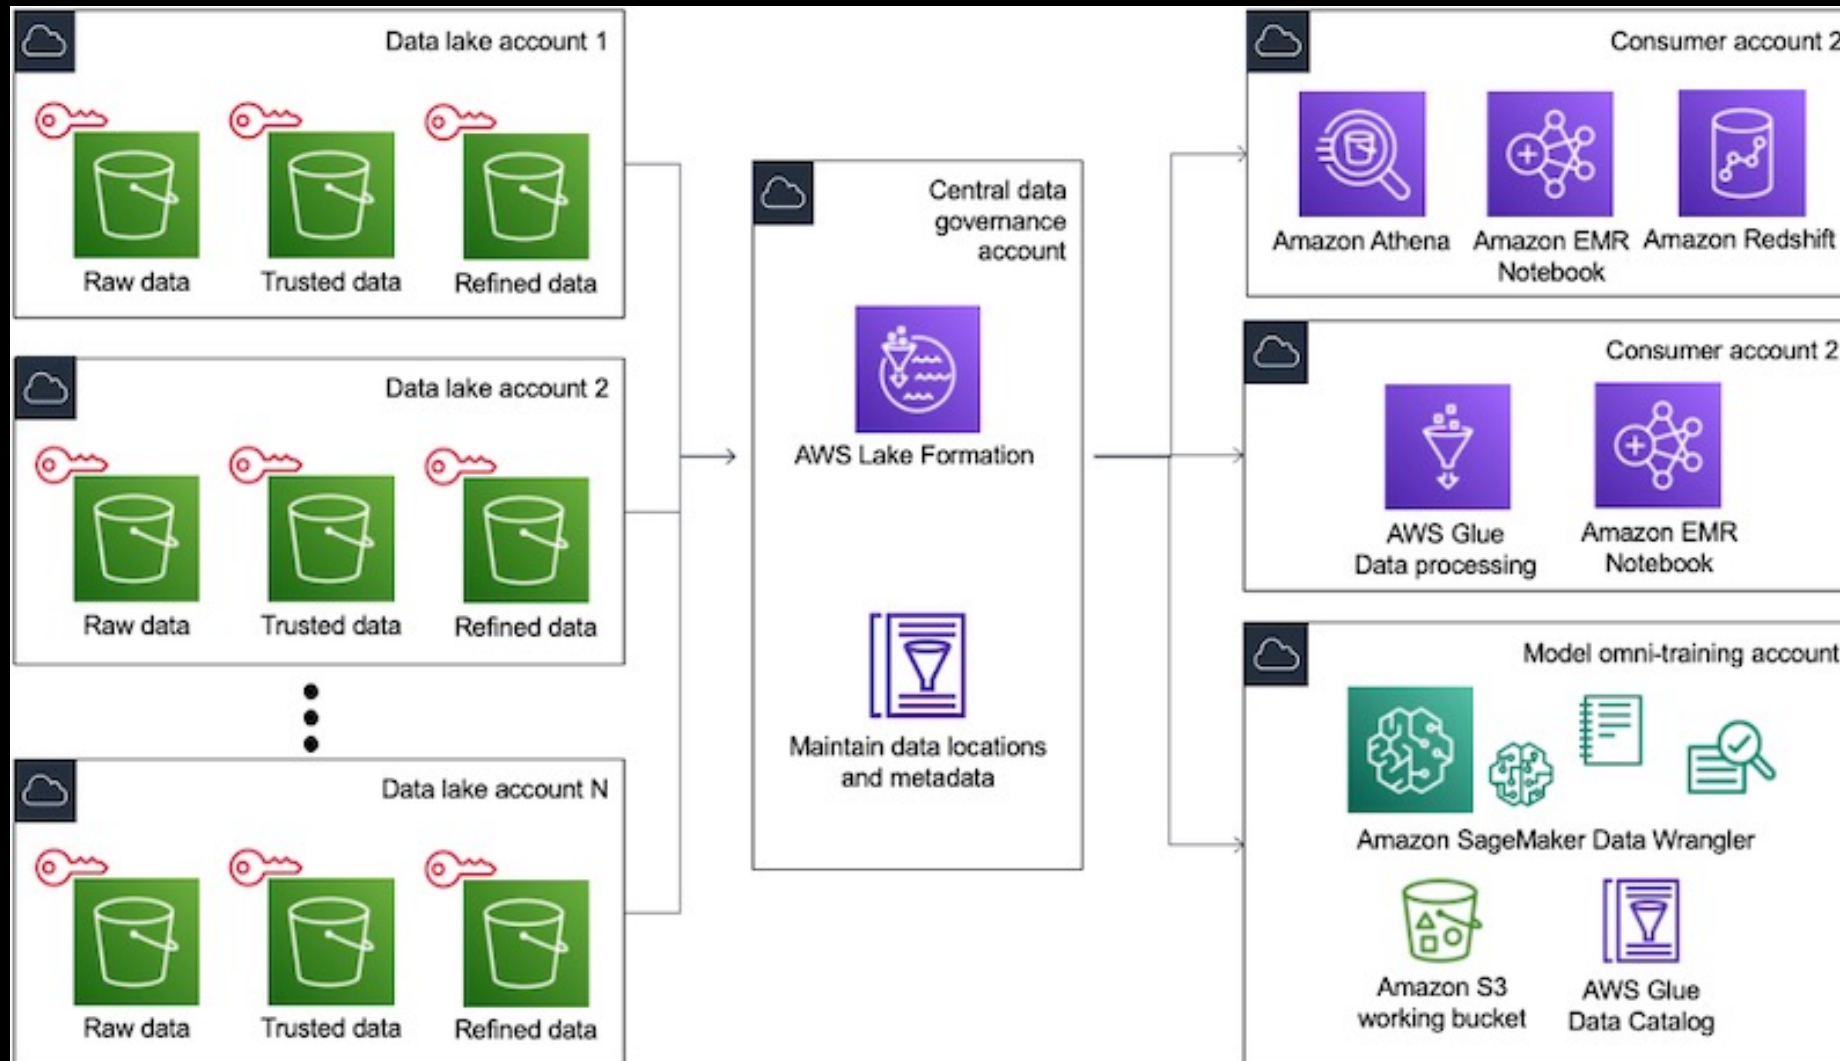 Data lake account 1
Raw data
Trusted data
Refined data
Data lake account 2
Raw data
Trusted data
Refined data
Data lake account N
Raw data
Trusted data
Refined data
Central data
governance
account
AWS Lake Formation
Maintain data locations
and metadata
Consumer account 2
Amazon Athena
Amazon EMR
Notebook
Amazon Redshift
Consumer account 2
AWS Glue
Data processing
Amazon EMR
Notebook
Model omni-training account
Amazon SageMaker Data Wrangler
Amazon S3
working bucket
AWS Glue
Data Catalog